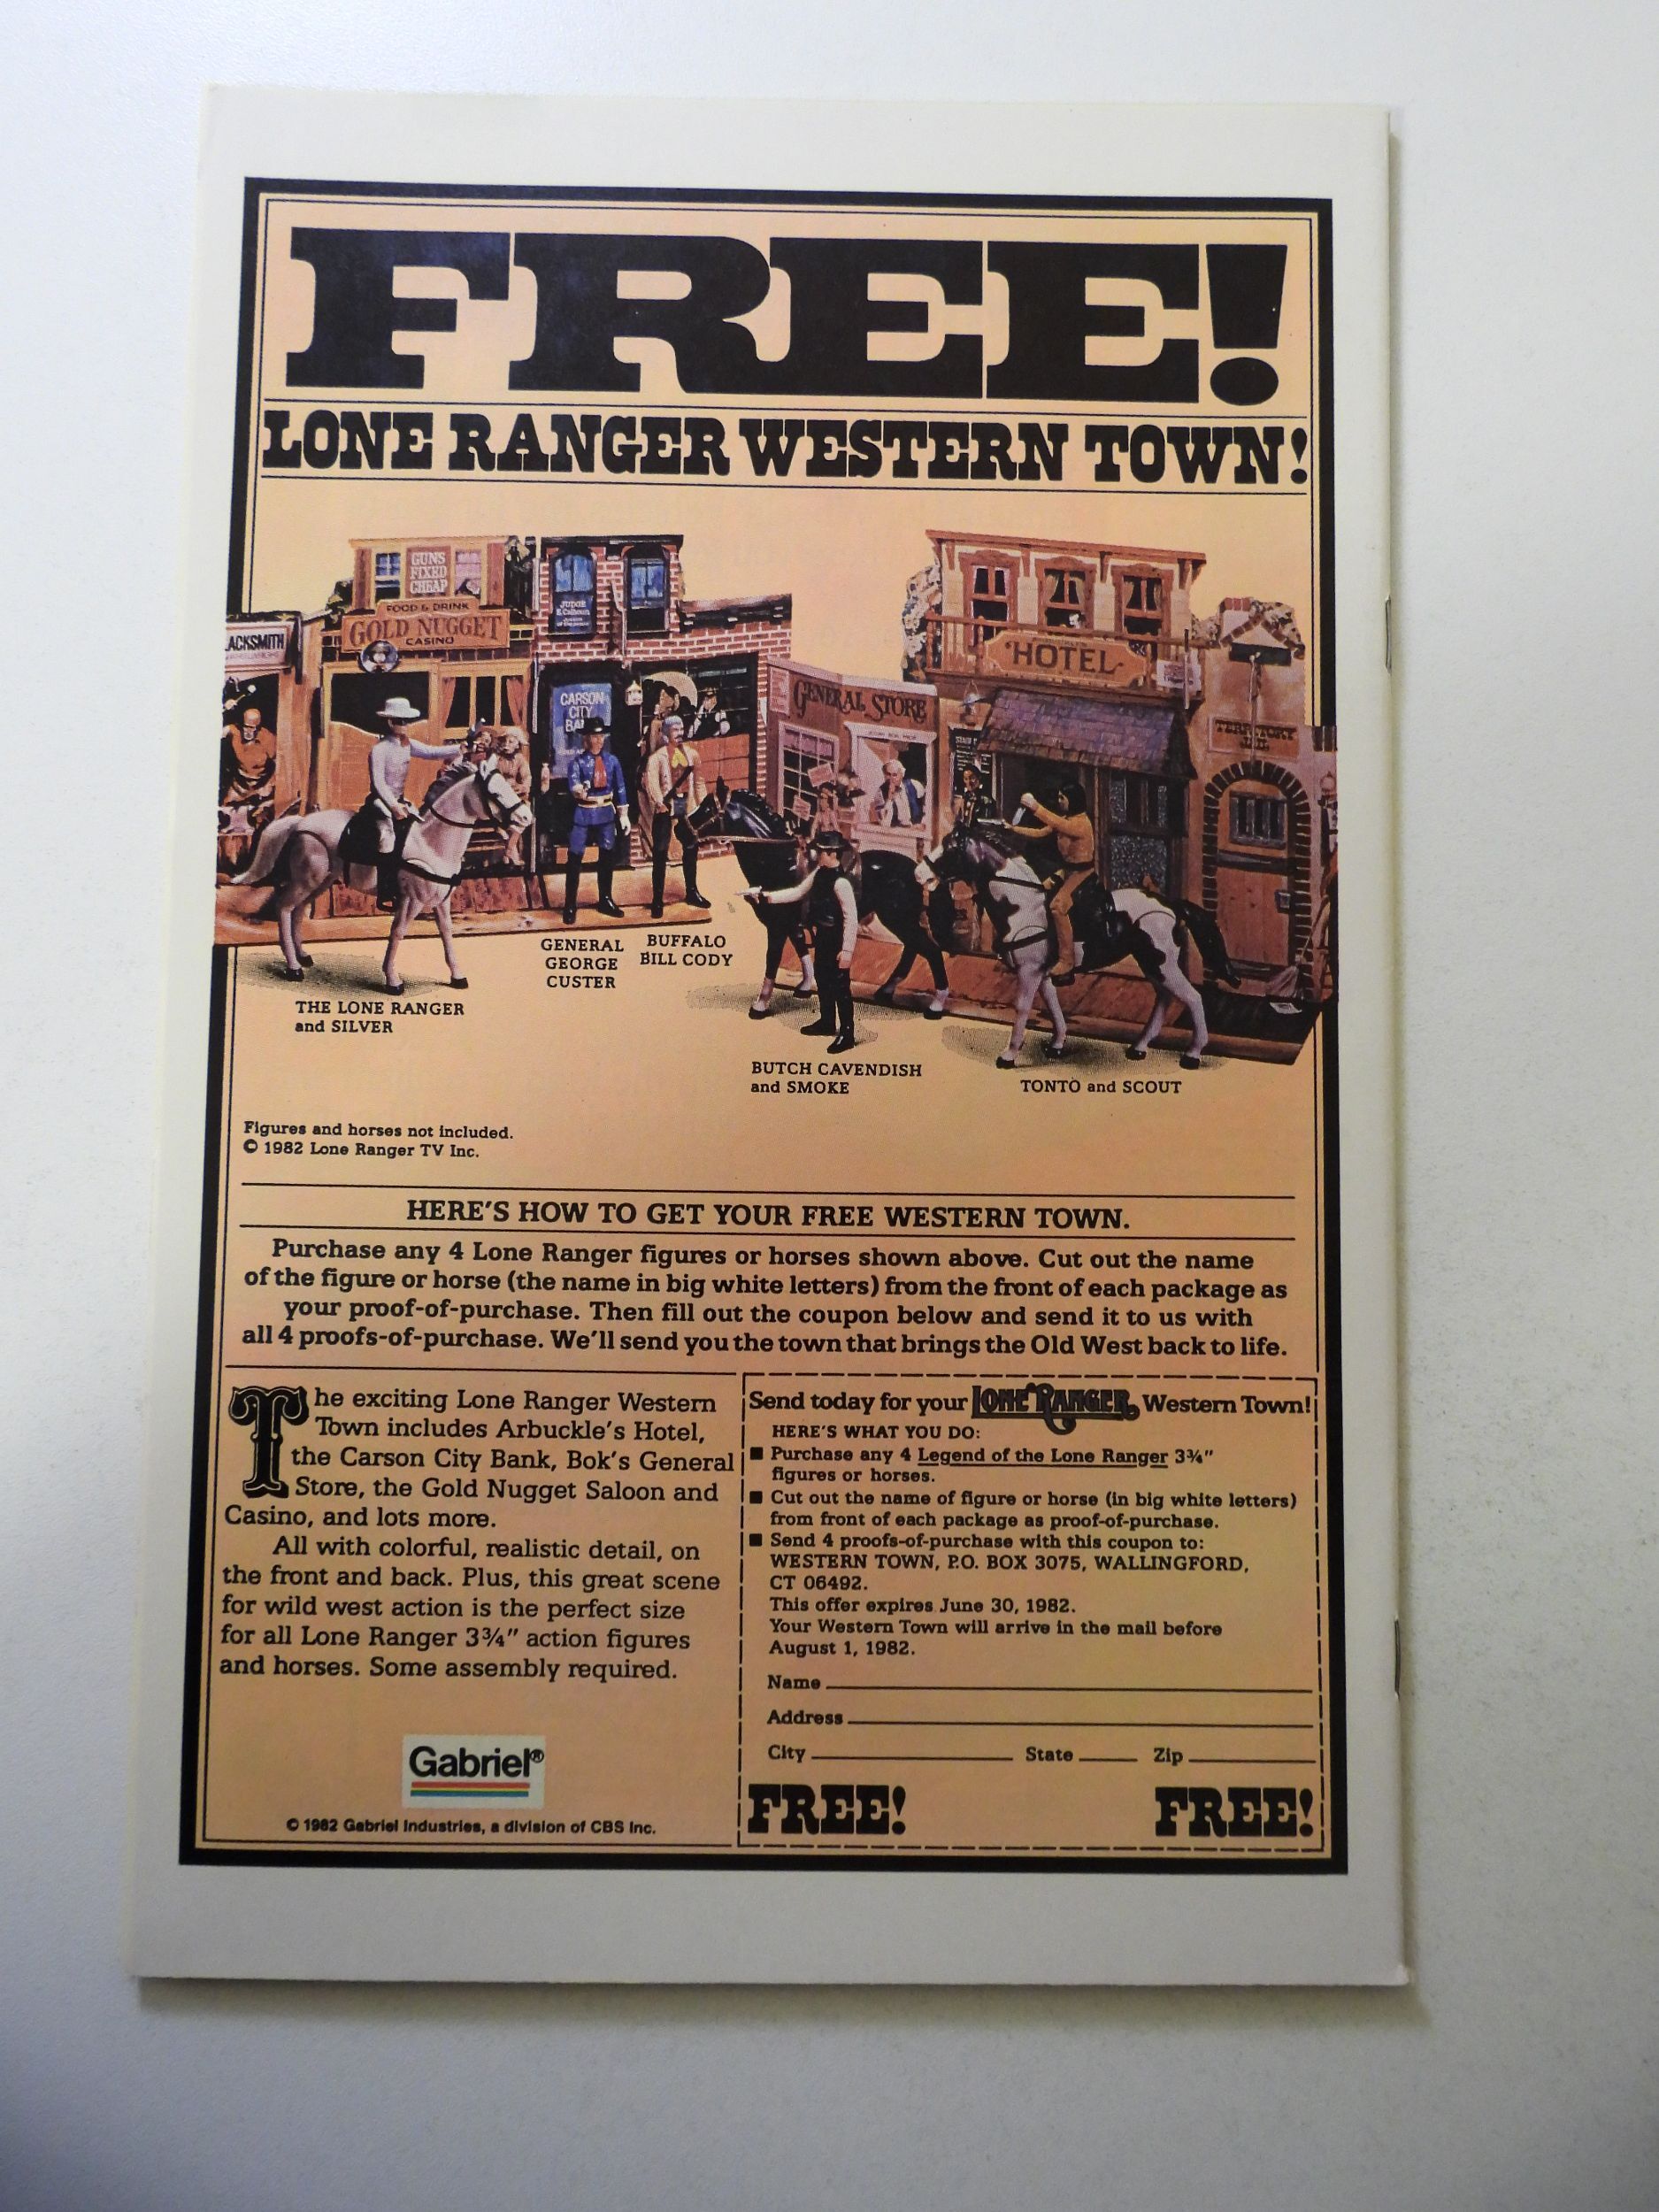 FREE!
LONE RANGER WESTERN TOWN!
GUNS
FIXED
CHEAP
FOOD & DRINK
GOLD NUGGET
CASINO
ACKSMITH
CARSON
CITY
BA
GENERAL STORE
HOTEL
TERRITORY
JAIL
GENERAL
GEORGE
CUSTER
BUFFALO
BILL CODY
THE LONE RANGER
and SILVER
BUTCH CAVENDISH
and SMOKE
TONTO and SCOUT
Figures and horses not included.
© 1982 Lone Ranger TV Inc.
HERE'S HOW TO GET YOUR FREE WESTERN TOWN.
Purchase any 4 Lone Ranger figures or horses shown above. Cut out the name
of the figure or horse (the name in big white letters) from the front of each package as
your proof-of-purchase. Then fill out the coupon below and send it to us with
all 4 proofs-of-purchase. We'll send you the town that brings the Old West back to life.
The exciting Lone Ranger Western
Town includes Arbuckle's Hotel,
the Carson City Bank, Bok's General
Store, the Gold Nugget Saloon and
Casino, and lots more.
All with colorful, realistic detail, on
the front and back. Plus, this great scene
for wild west action is the perfect size
for all Lone Ranger 3¾" action figures
and horses. Some assembly required.
Gabriel®
© 1982 Gabriel Industries, a division of CBS Inc.
Send today for your LONE RANGER Western Town!
HERE'S WHAT YOU DO:
■ Purchase any 4 Legend of the Lone Ranger 3¾"
figures or horses.
■ Cut out the name of figure or horse (in big white letters)
from front of each package as proof-of-purchase.
■ Send 4 proofs-of-purchase with this coupon to:
WESTERN TOWN, P.O. BOX 3075, WALLINGFORD,
CT 06492.
This offer expires June 30, 1982.
Your Western Town will arrive in the mail before
August 1, 1982.
Name
Address
City State Zip
FREE! FREE!